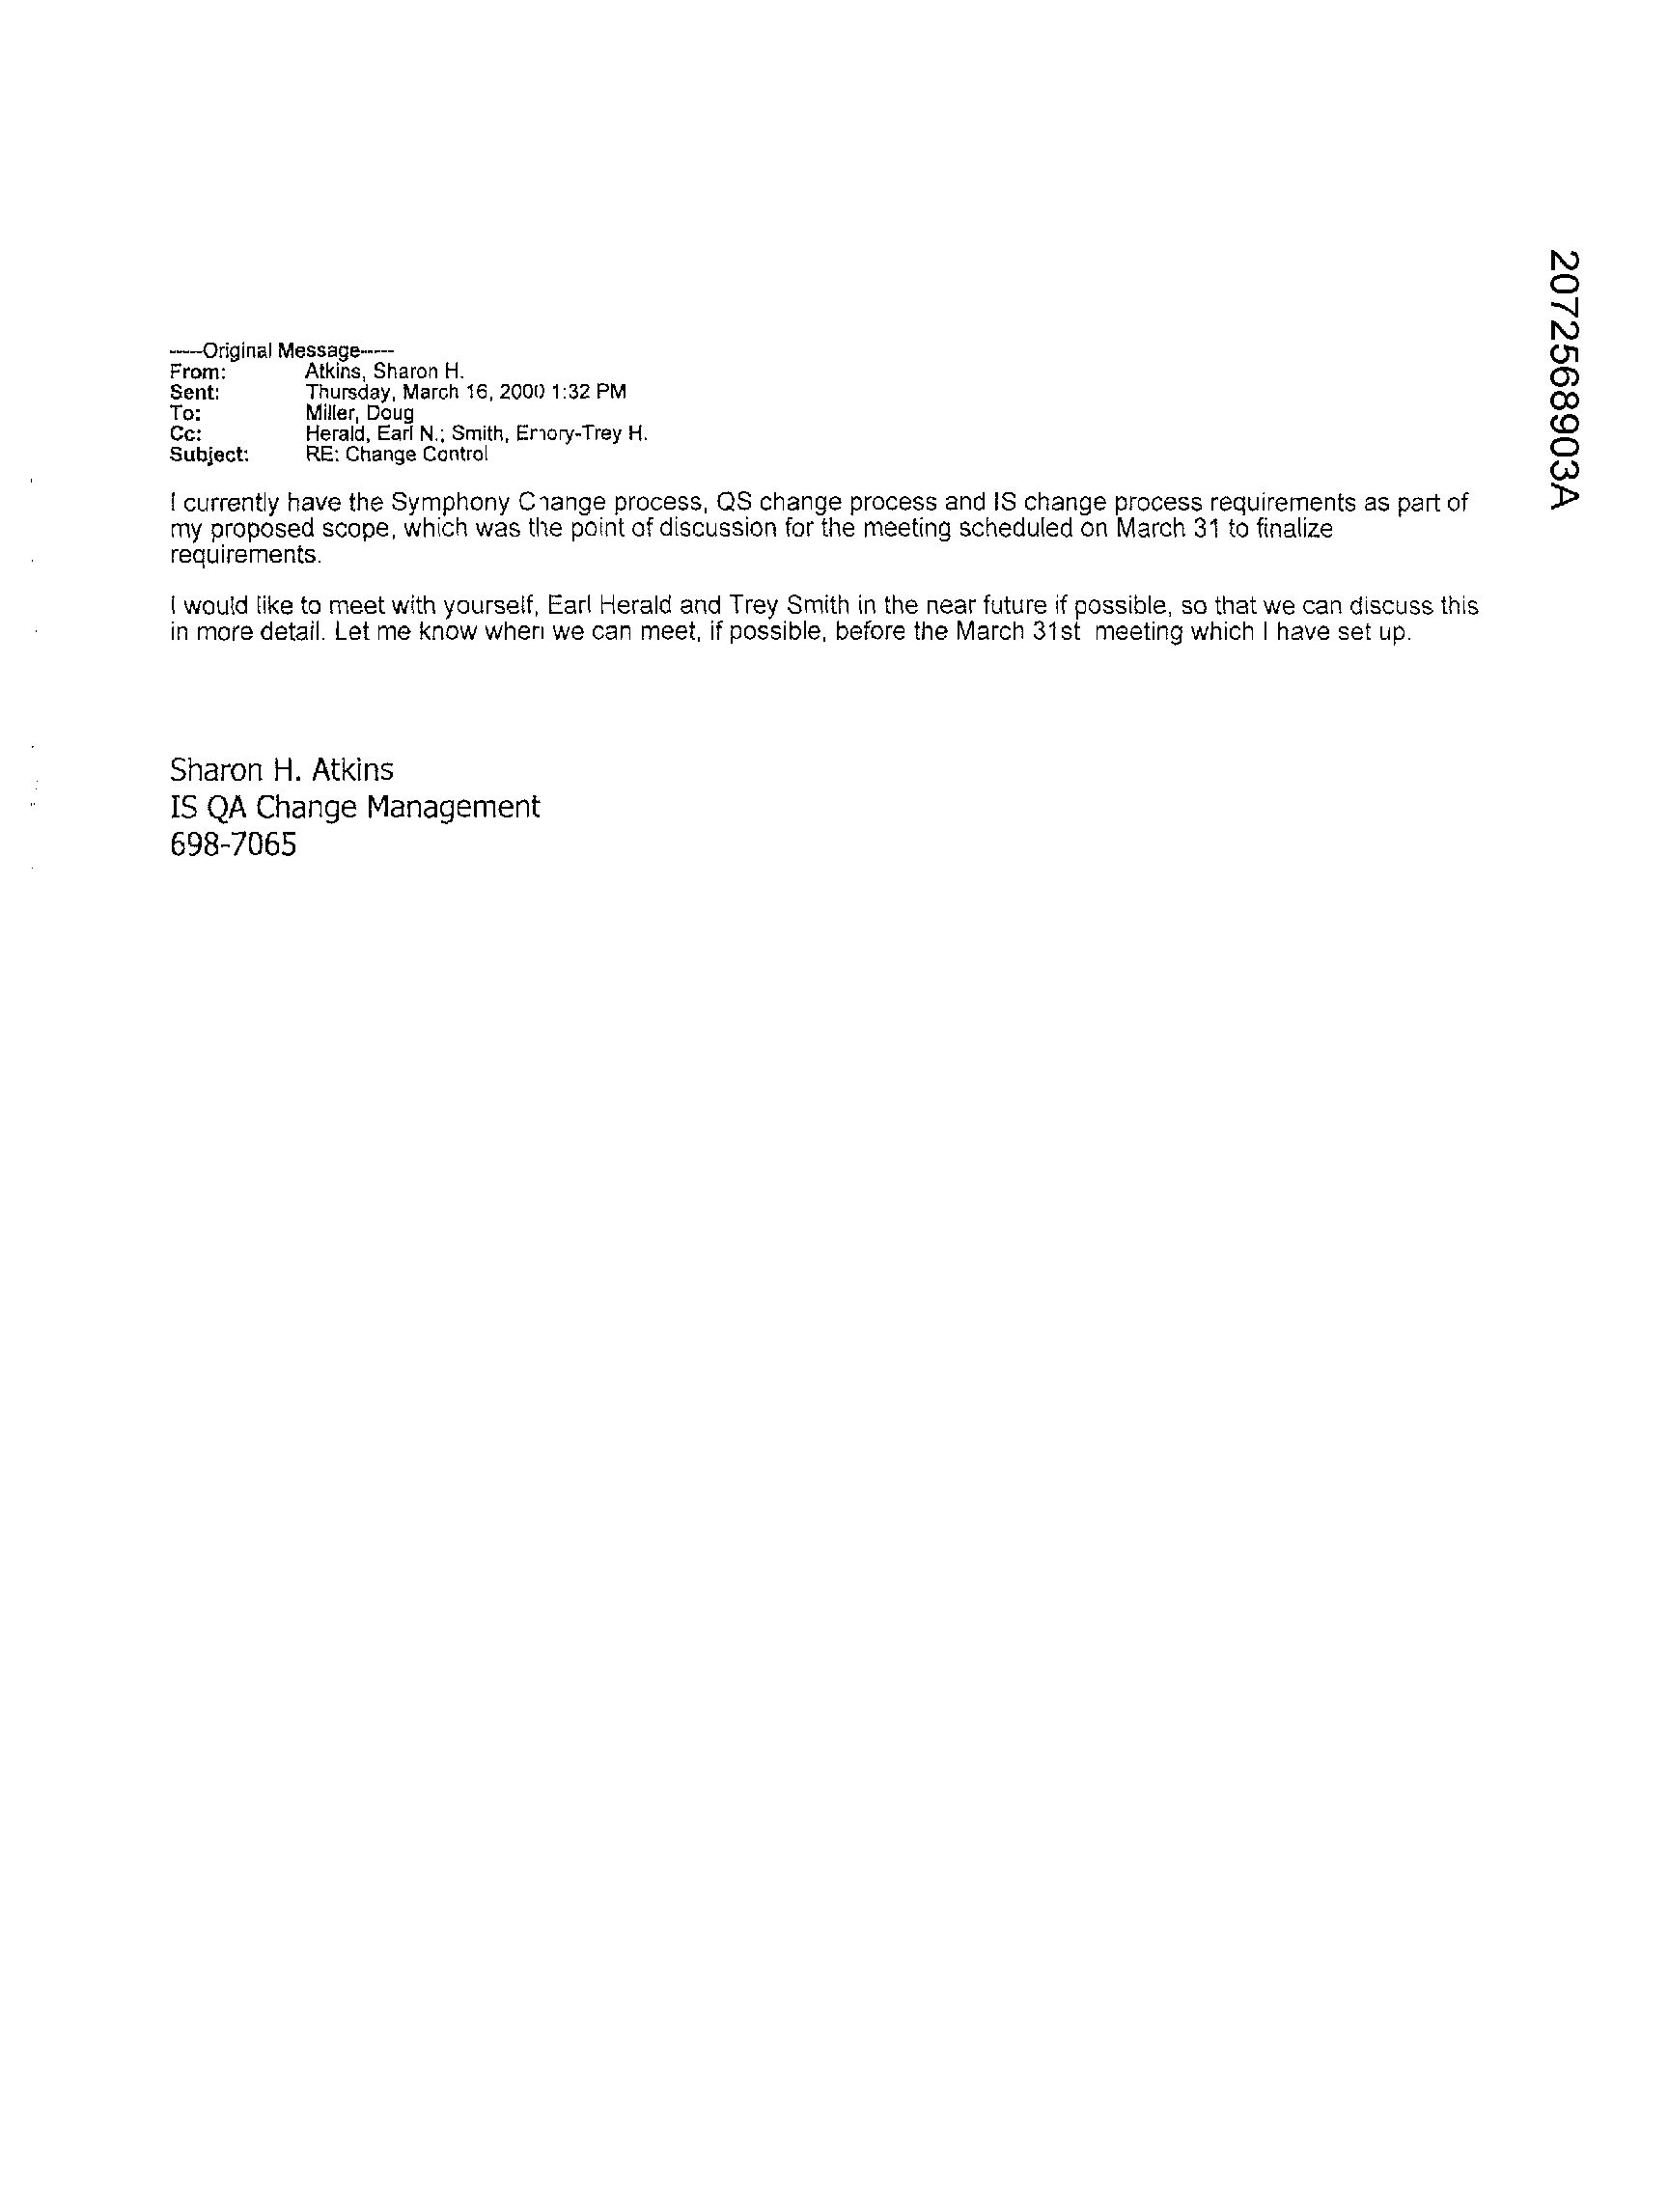 -----Original Message-----
From: Atkins, Sharon H.
Sent: Thursday, March 16, 2000 1:32 PM
To: Miller, Doug
Cc: Herald, Earl N.; Smith, Emory-Trey H.
Subject: RE: Change Control
I currently have the Symphony Change process, QS change process and IS change process requirements as part of
my proposed scope, which was the point of discussion for the meeting scheduled on March 31 to finalize
requirements.
I would like to meet with yourself, Earl Herald and Trey Smith in the near future if possible, so that we can discuss this
in more detail. Let me know when we can meet, if possible, before the March 31st  meeting which I have set up.
Sharon H. Atkins
IS QA Change Management
698-7065
2072568903A